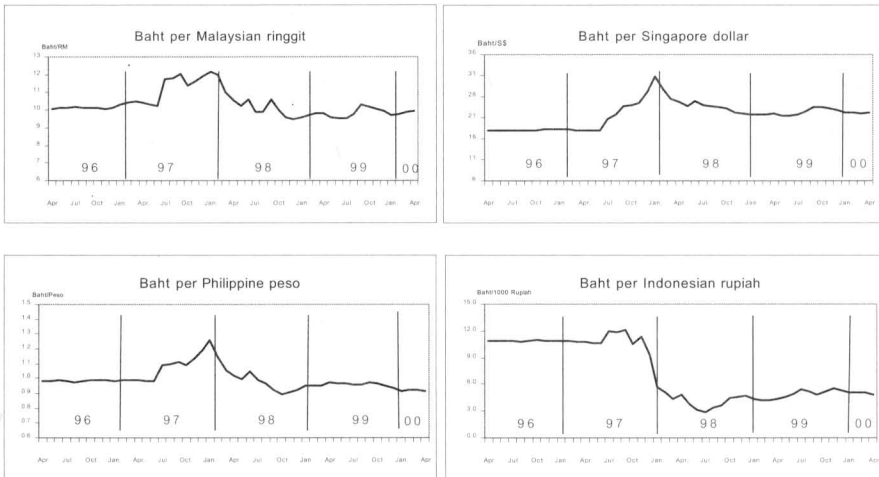 Baht per Malaysian ringgit
Baht/RM
13
12
11
10
9
8
7
6
96 97 98 99 00
Apr Jul Oct Jan. Apr. Jul. Oct. Jan. Apr. Jul. Oct. Jan. Apr. Jul. Oct. Jan. Apr.
Baht per Singapore dollar
Baht/S$
36
31
26
21
16
11
6
96 97 98 99 00
Apr Jul Oct Jan. Apr. Jul. Oct. Jan. Apr. Jul. Oct. Jan. Apr. Jul. Oct. Jan. Apr.
Baht per Philippine peso
Baht/Peso
1.5
1.4
1.3
1.2
1.1
1.0
0.9
0.8
0.7
0.6
96 97 98 99 00
Apr Jul Oct Jan. Apr. Jul. Oct. Jan. Apr. Jul. Oct. Jan. Apr. Jul. Oct. Jan. Apr.
Baht per Indonesian rupiah
Baht/1000 Rupiah
15.0
12.0
9.0
6.0
3.0
0.0
96 97 98 99 00
Apr Jul Oct Jan. Apr. Jul. Oct. Jan. Apr. Jul. Oct. Jan. Apr. Jul. Oct. Jan. Apr.